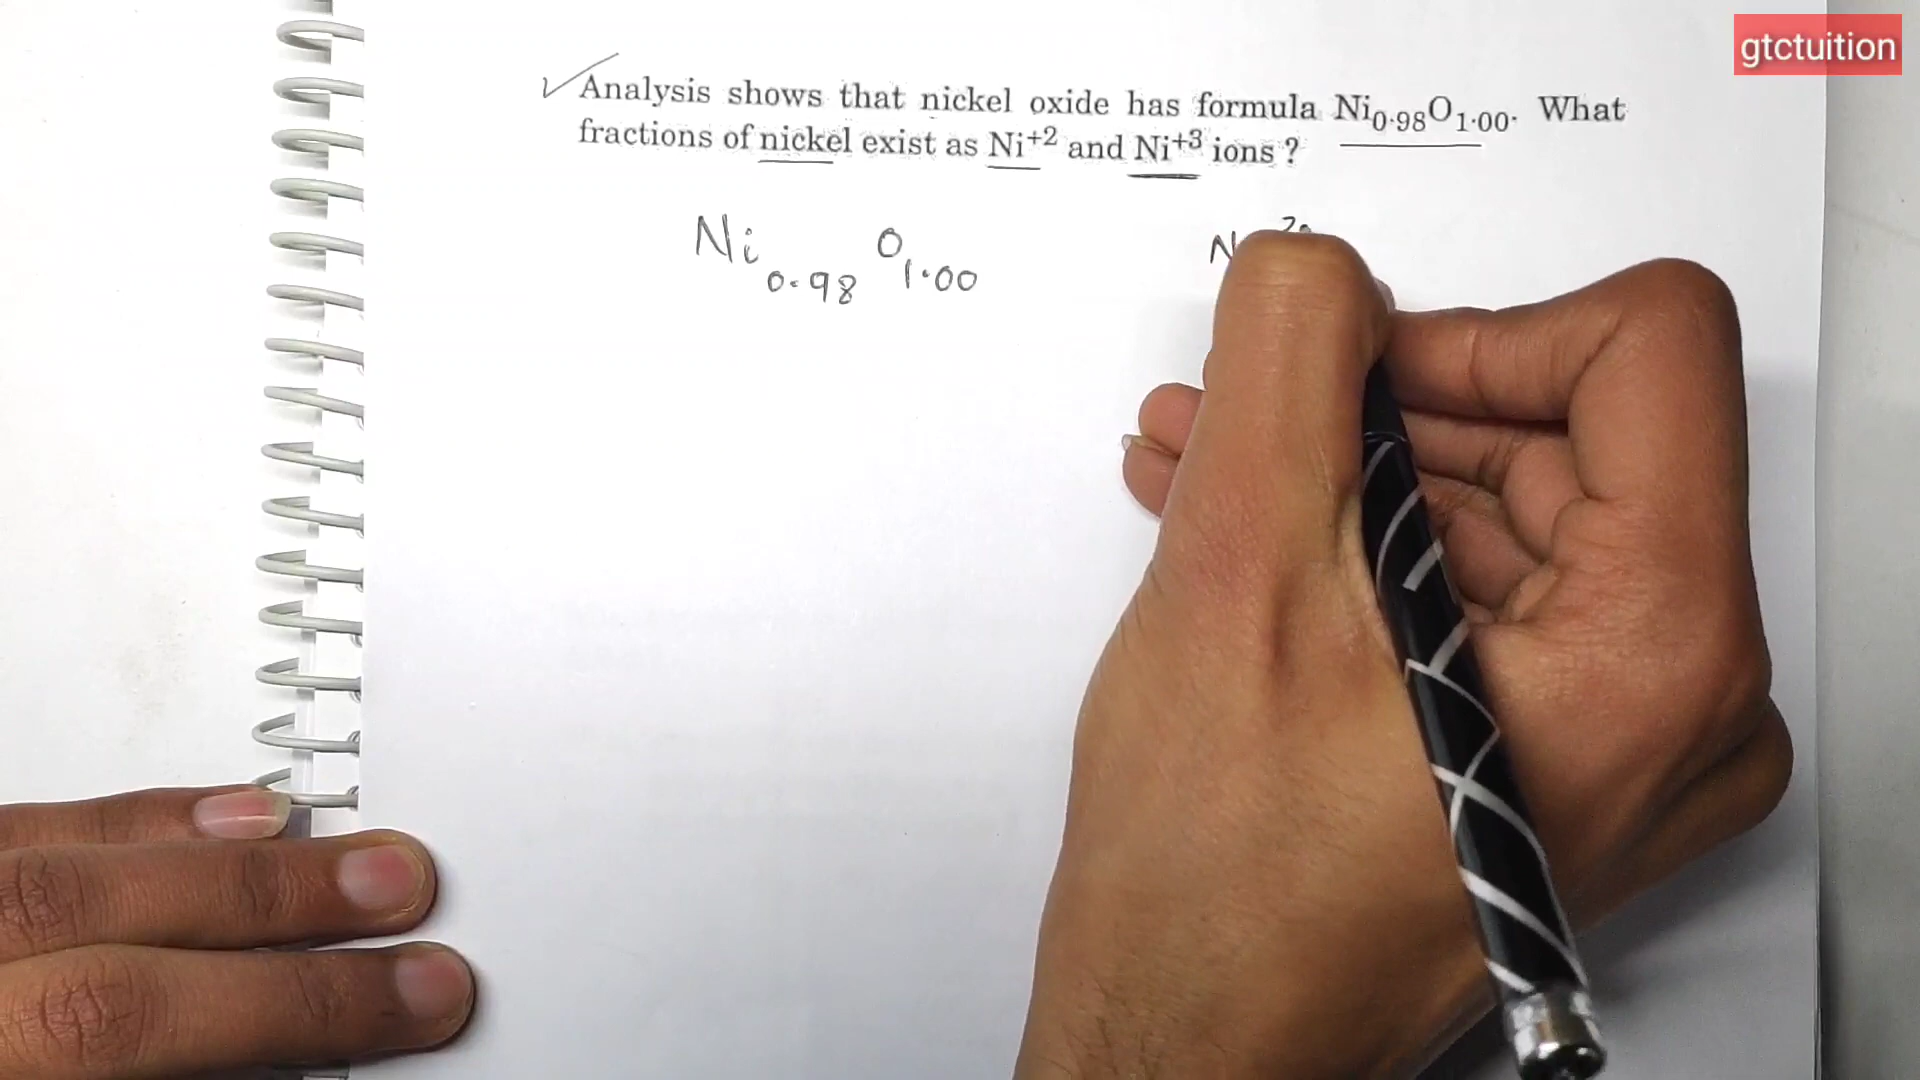 gtctuition
Analysis shows that nickel oxide has formula Ni0·98O1·00. What
fractions of nickel exist as Ni+2 and Ni+3 ions ?
Ni0.98 O1.00
N